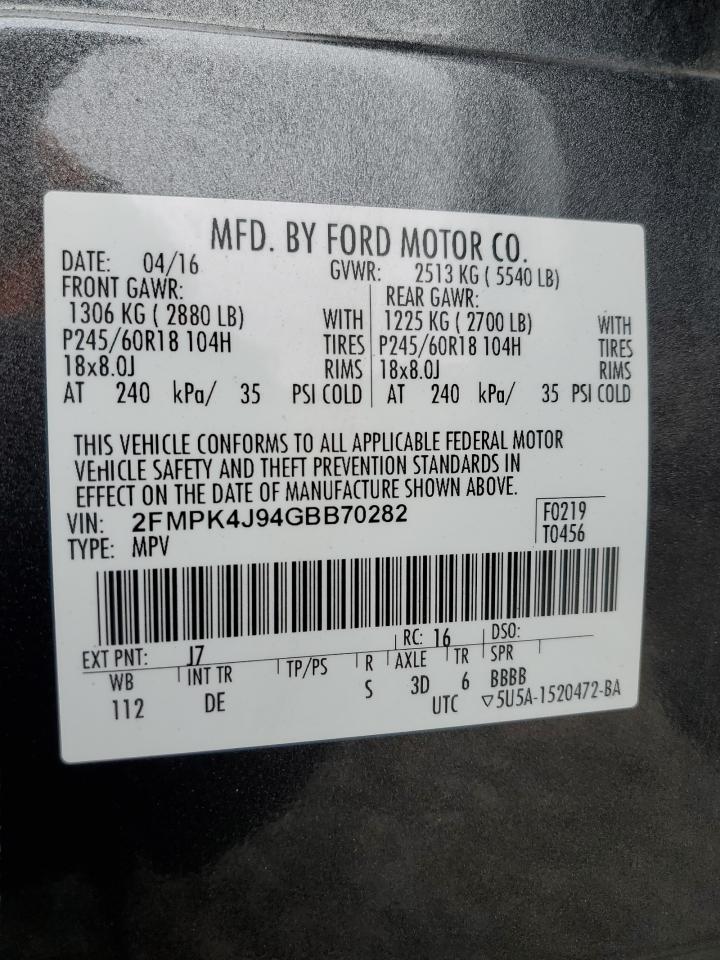 MFD. BY FORD MOTOR CO.
DATE: 04/16 GVWR: 2513 KG ( 5540 LB)
FRONT GAWR: REAR GAWR:
1306 KG ( 2880 LB) WITH 1225 KG ( 2700 LB) WITH
P245/60R18 104H TIRES P245/60R18 104H TIRES
18x8.0J RIMS 18x8.0J RIMS
AT 240 kPa/ 35 PSI COLD AT 240 kPa/ 35 PSI COLD
THIS VEHICLE CONFORMS TO ALL APPLICABLE FEDERAL MOTOR
VEHICLE SAFETY AND THEFT PREVENTION STANDARDS IN
EFFECT ON THE DATE OF MANUFACTURE SHOWN ABOVE.
VIN: 2FMPK4J94GBB70282 F0219
TYPE: MPV T0456
EXT PNT: J7 RC: 16 DSO:
WB INT TR TP/PS R AXLE TR SPR
112 DE S 3D 6 BBBB
UTC ▽5U5A-1520472-BA